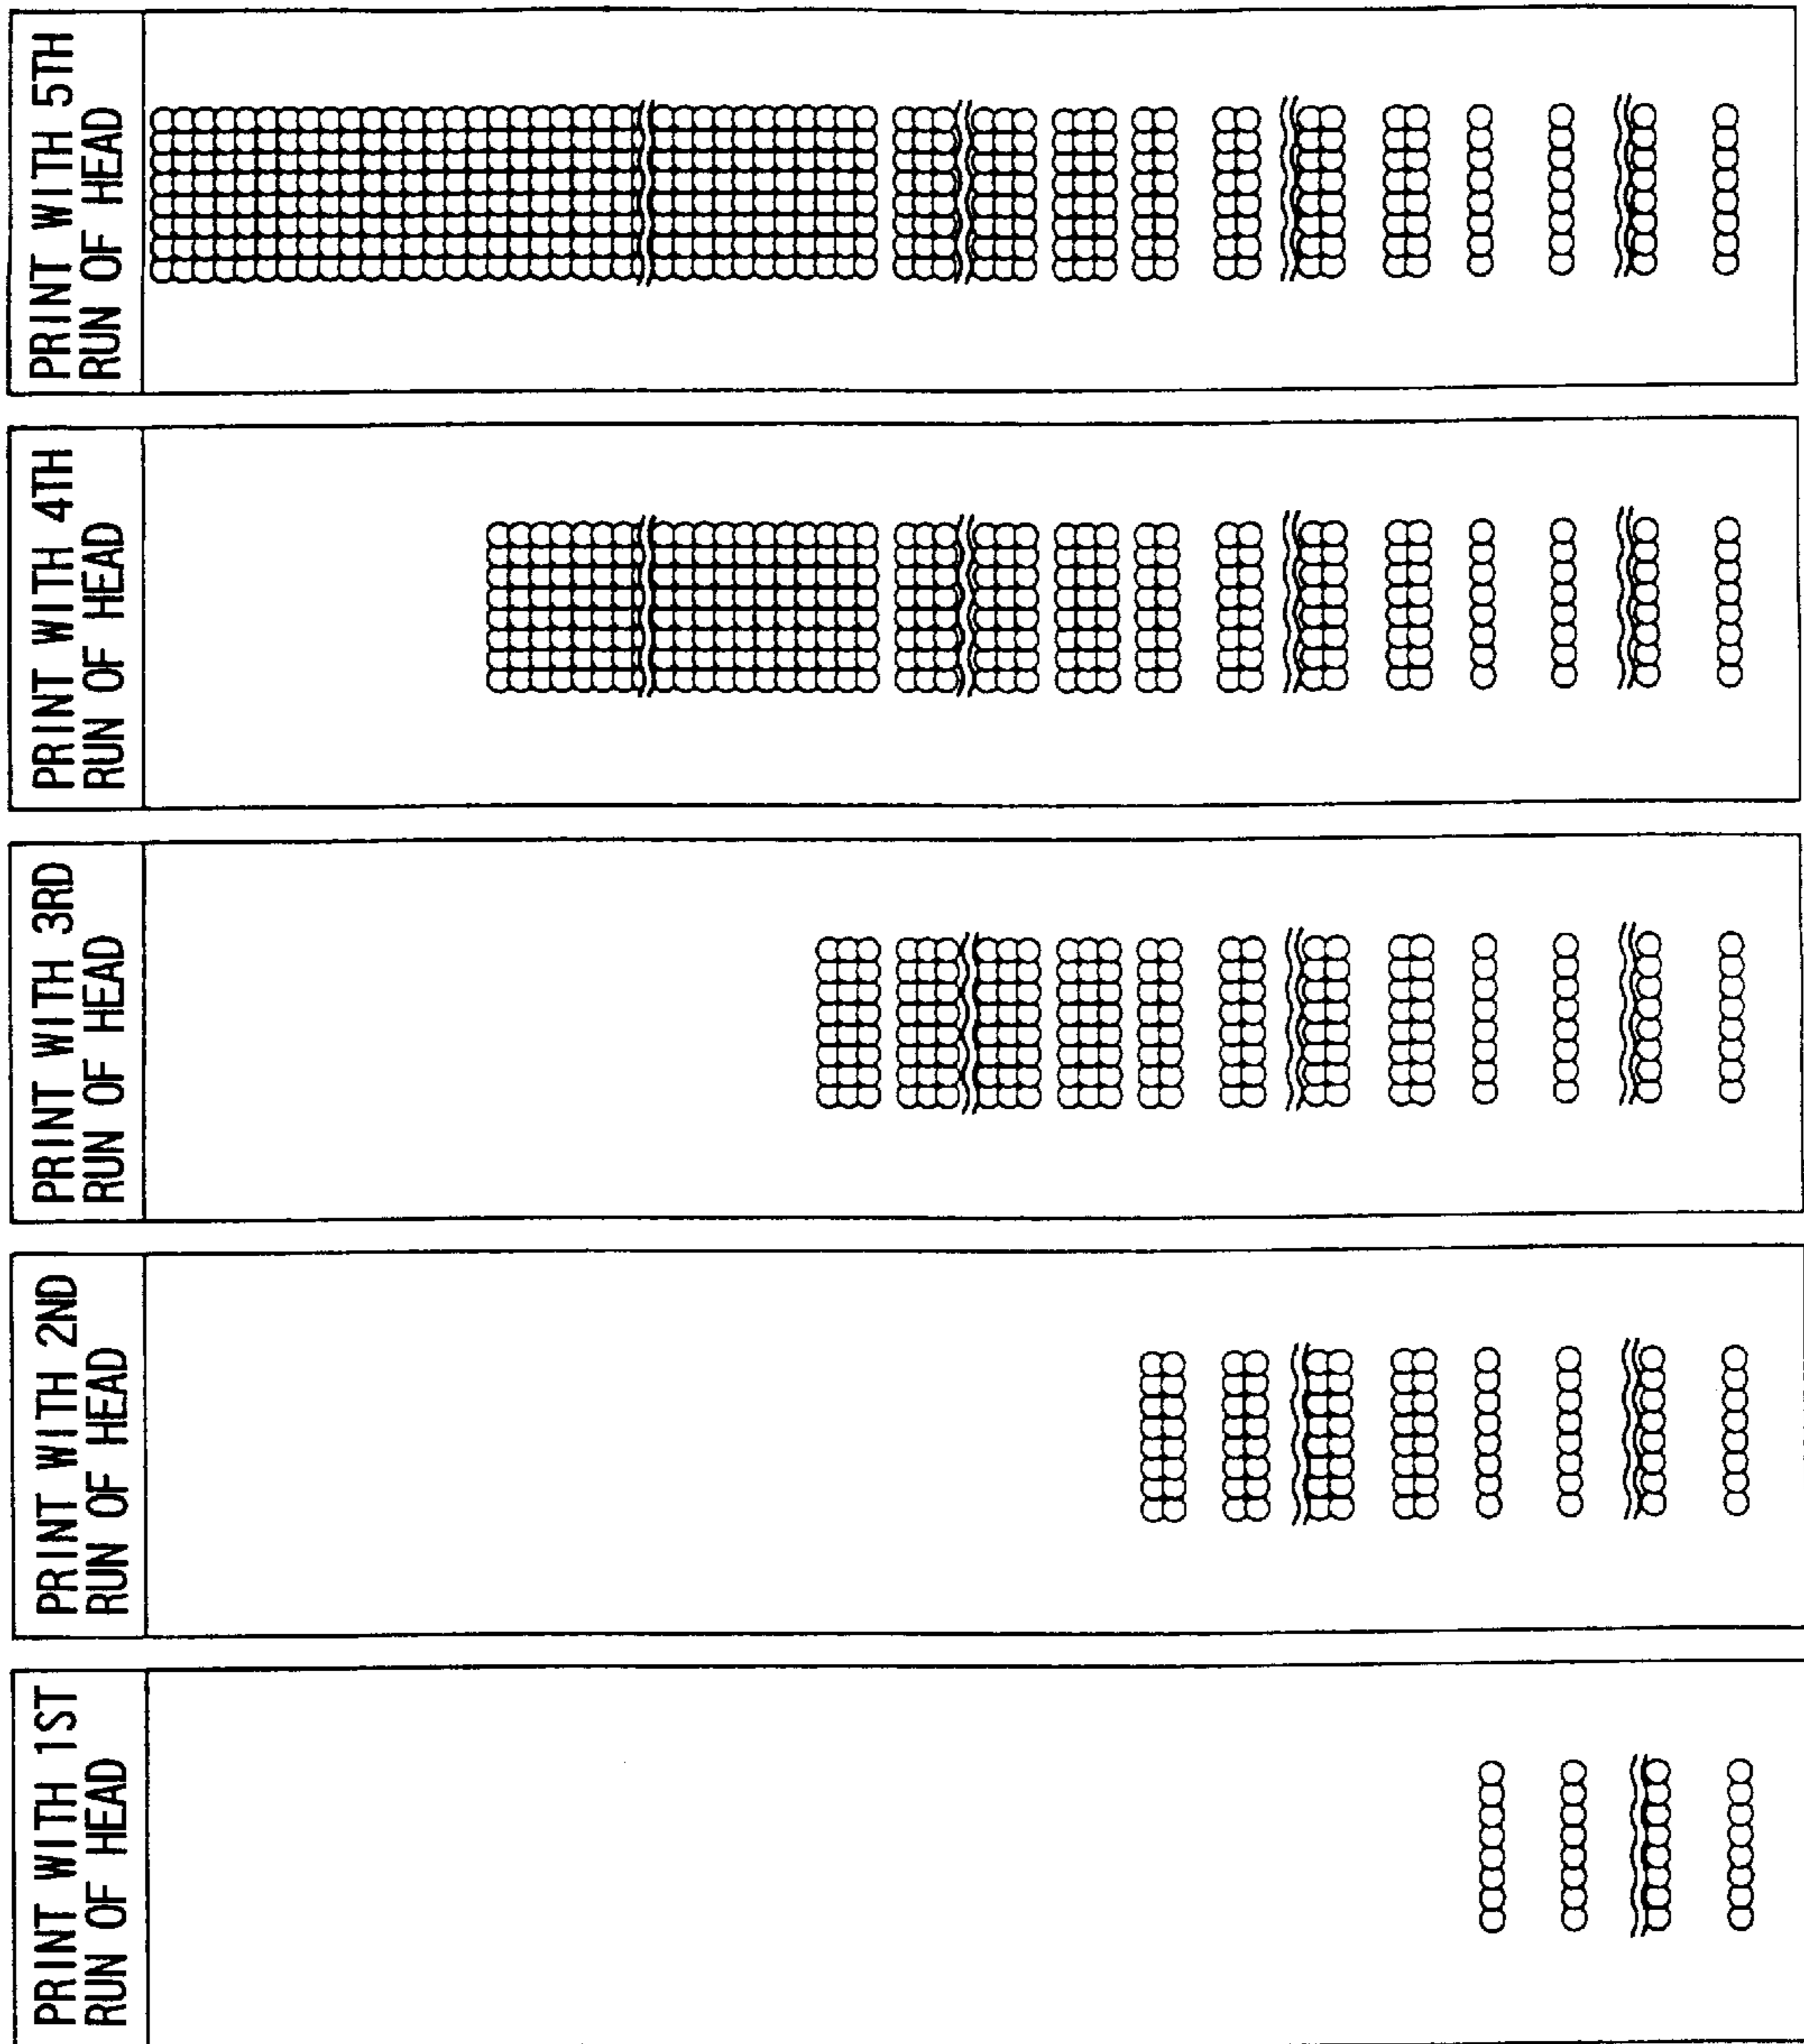 PRINT WITH 1ST
RUN OF HEAD
PRINT WITH 2ND
RUN OF HEAD
PRINT WITH 3RD
RUN OF HEAD
PRINT WITH 4TH
RUN OF HEAD
PRINT WITH 5TH
RUN OF HEAD